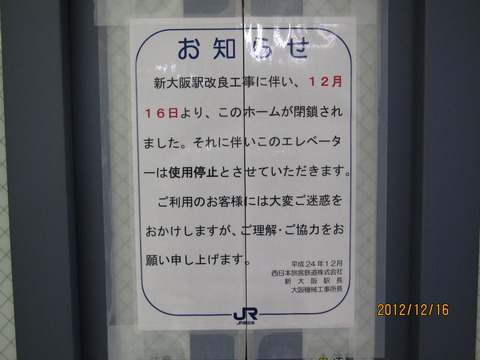 お知らせ
新大阪駅改良工事に伴い、１２月
１６日より、このホームが閉鎖され
ました。それに伴いこのエレベータ
ーは使用停止とさせていただきます。
ご利用のお客様には大変ご迷惑を
おかけしますが、ご理解・ご協力をお
願い申し上げます。
平成２４年１２月
西日本旅客鉄道株式会社
新大阪駅長
大阪機械工事所長
JR
2012/12/16